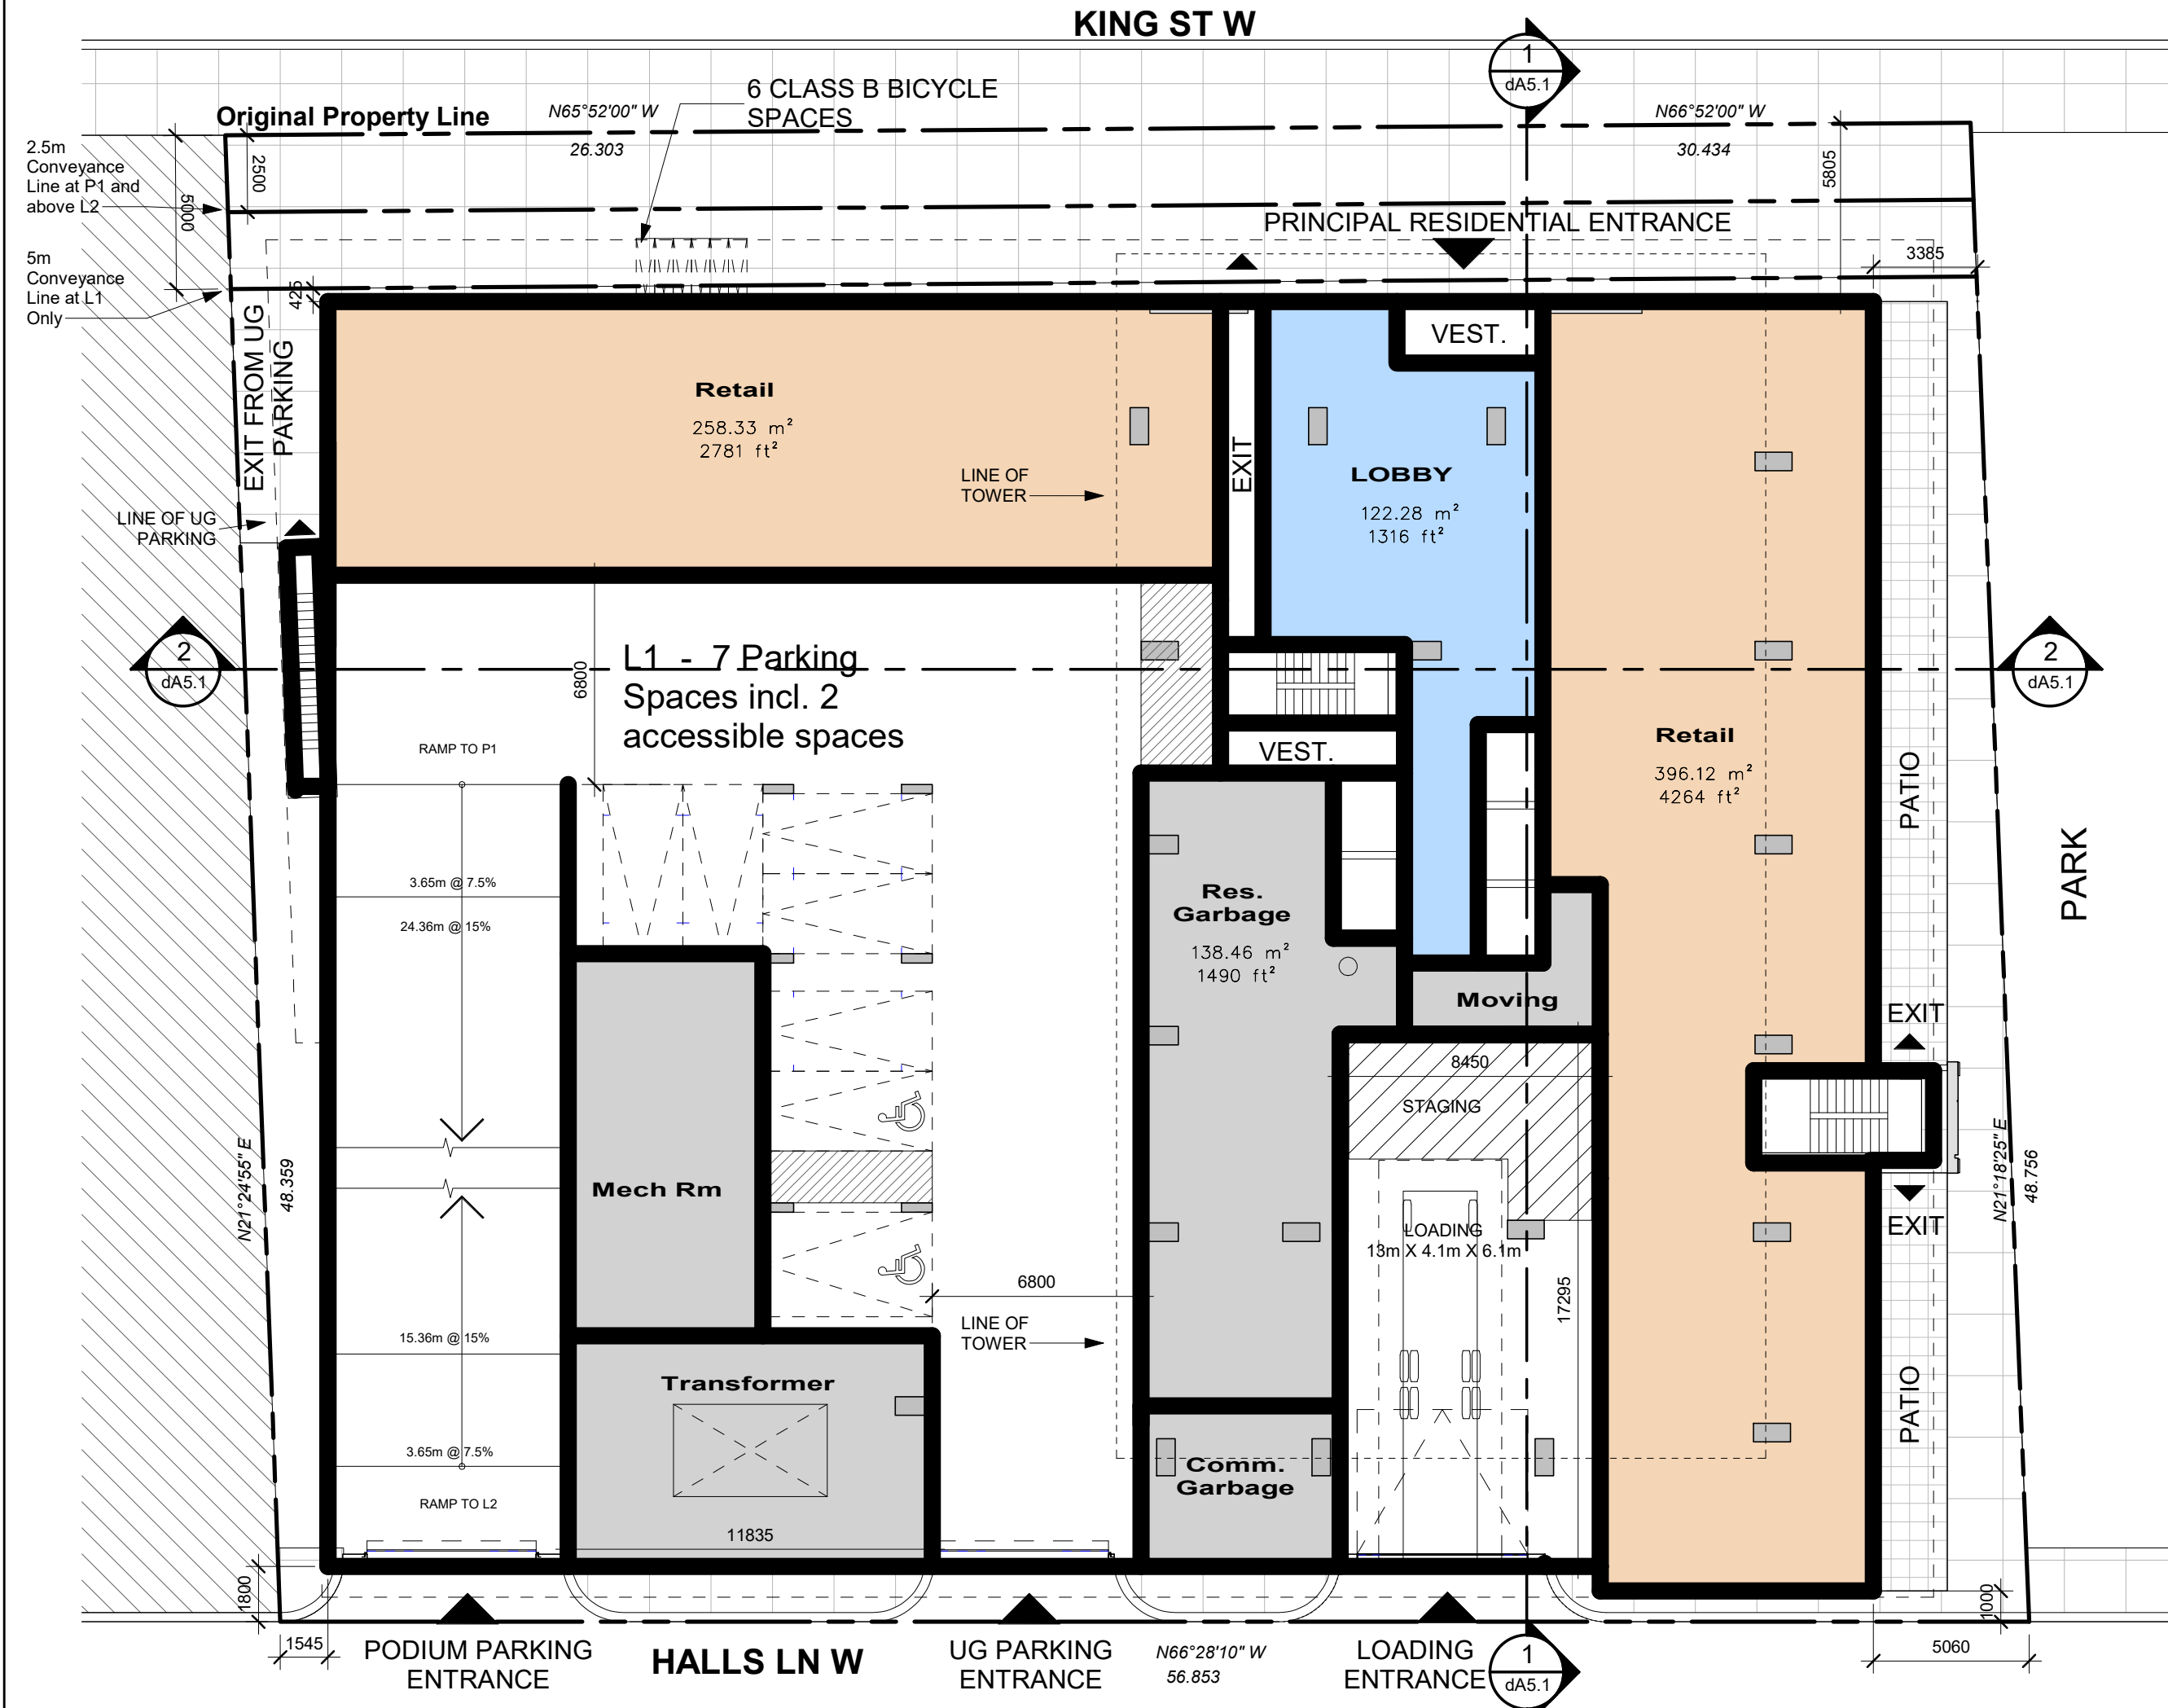 KING ST W
1
dA5.1
6 CLASS B BICYCLE
SPACES
Original Property Line
N65°52'00" W
26.303
N66°52'00" W
30.434
2.5m
Conveyance
Line at P1 and
above L2
2500
5000
5805
PRINCIPAL RESIDENTIAL ENTRANCE
3385
5m
Conveyance
Line at L1
Only
425
EXIT FROM UG
PARKING
VEST.
Retail
258.33 m²
2781 ft²
EXIT
LOBBY
122.28 m²
1316 ft²
LINE OF
TOWER
LINE OF UG
PARKING
2
dA5.1
6800
L1 - 7 Parking
Spaces incl. 2
accessible spaces
2
dA5.1
RAMP TO P1
VEST.
Retail
396.12 m²
4264 ft²
PATIO
PARK
3.65m @ 7.5%
24.36m @ 15%
Res.
Garbage
138.46 m²
1490 ft²
Moving
EXIT
8450
STAGING
N21°24'55" E
48.359
Mech Rm
N21°18'25" E
48.756
EXIT
LOADING
13m X 4.1m X 6.1m
17295
6800
LINE OF
TOWER
15.36m @ 15%
Transformer
PATIO
3.65m @ 7.5%
Comm.
Garbage
RAMP TO L2
11835
1800
1000
1545
PODIUM PARKING
ENTRANCE
HALLS LN W
UG PARKING
ENTRANCE
N66°28'10" W
56.853
LOADING
ENTRANCE
1
dA5.1
5060